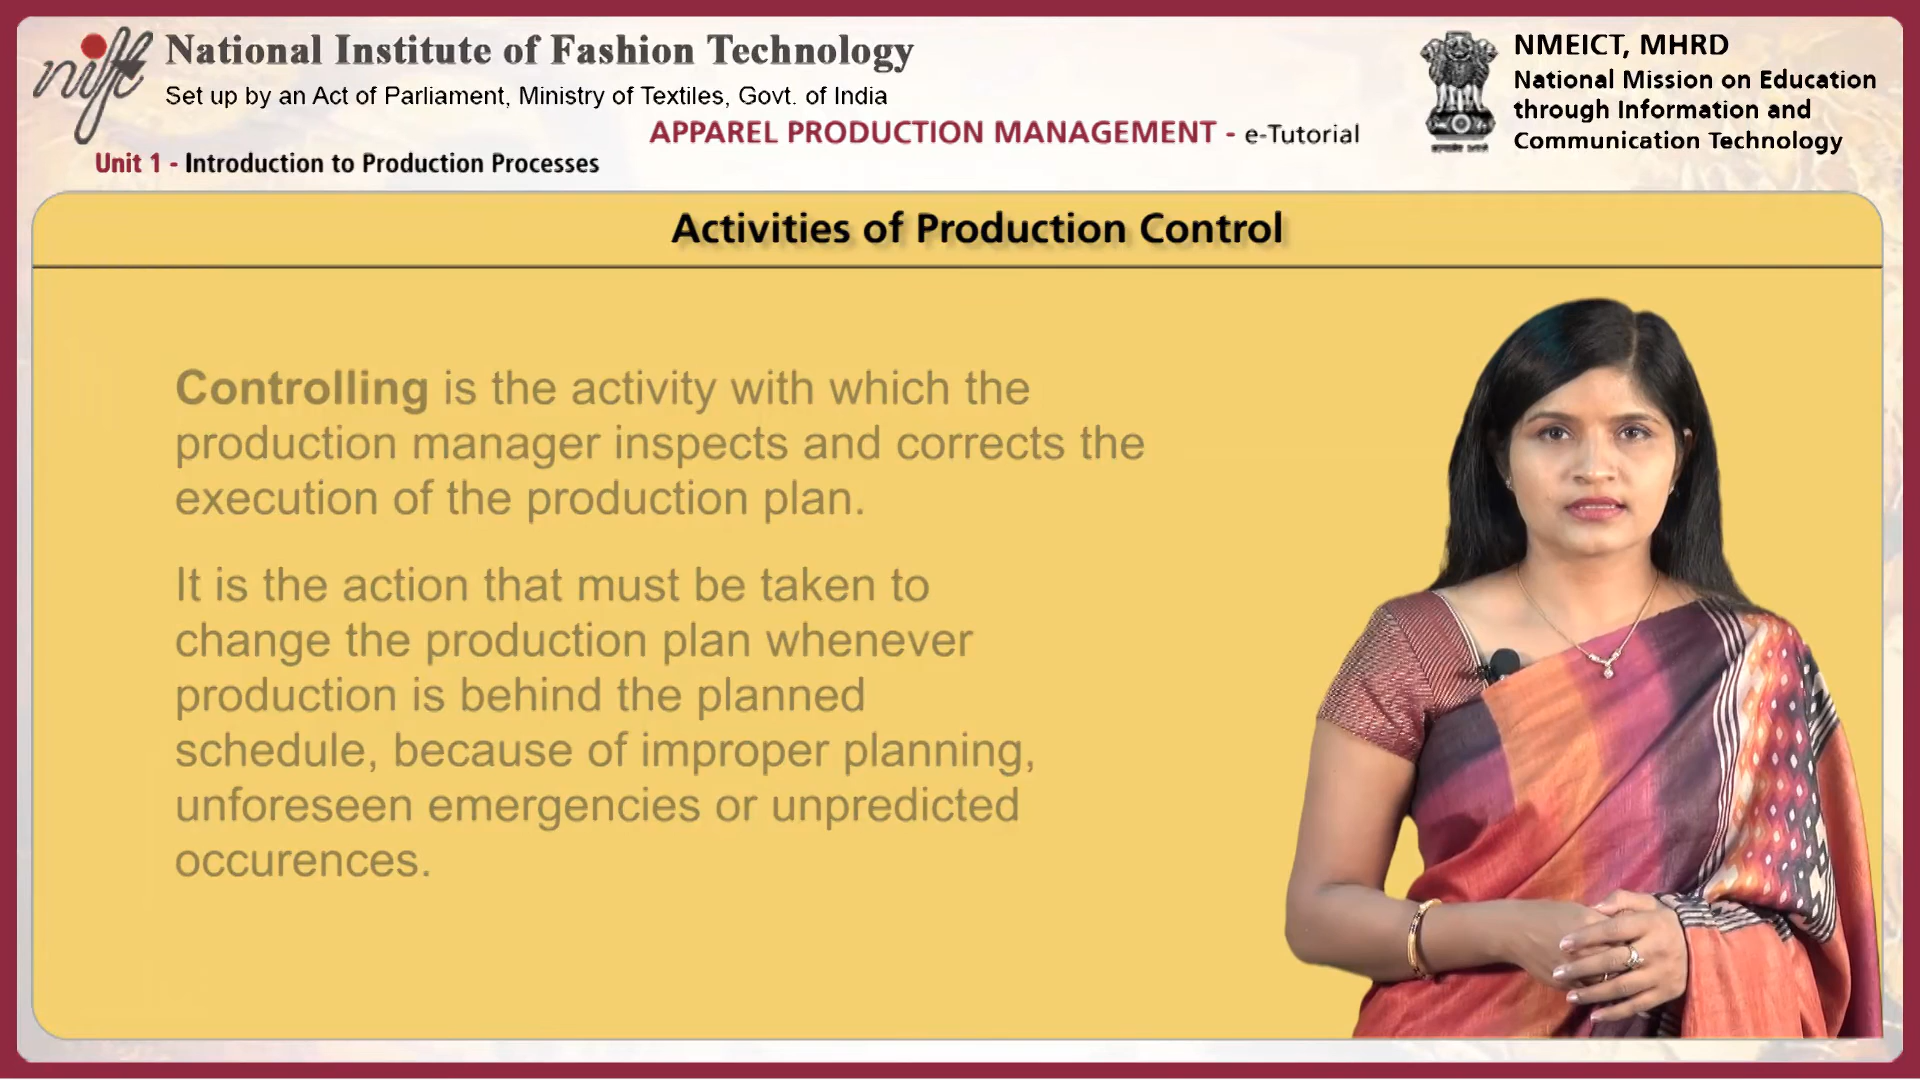 nift
National Institute of Fashion Technology
Set up by an Act of Parliament, Ministry of Textiles, Govt. of India
APPAREL PRODUCTION MANAGEMENT - e-Tutorial
Unit 1 - Introduction to Production Processes
NMEICT, MHRD
National Mission on Education
through Information and
Communication Technology
Activities of Production Control
Controlling is the activity with which the
production manager inspects and corrects the
execution of the production plan.
It is the action that must be taken to
change the production plan whenever
production is behind the planned
schedule, because of improper planning,
unforeseen emergencies or unpredicted
occurences.